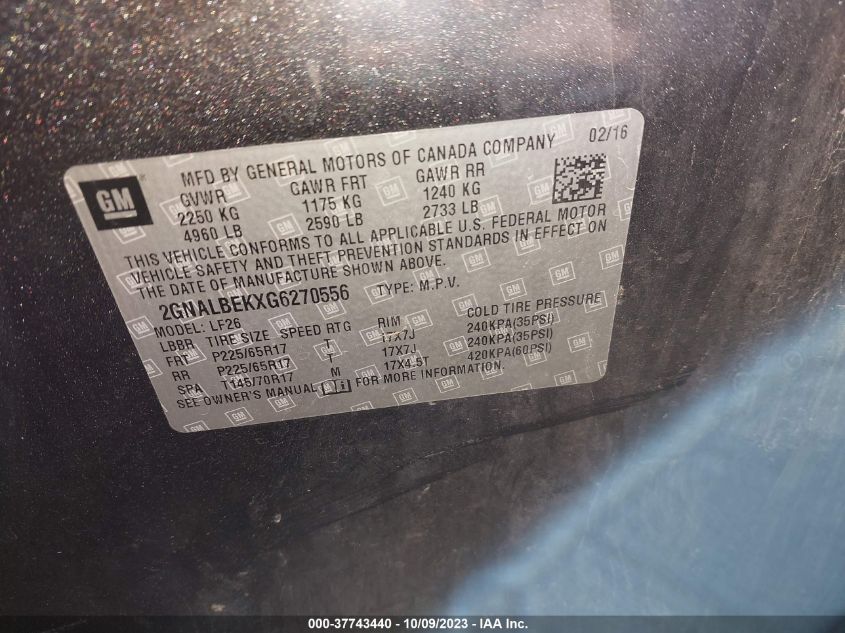 GM
MFD BY GENERAL MOTORS OF CANADA COMPANY 02/16
GVWR GAWR FRT GAWR RR
2250 KG 1175 KG 1240 KG
4960 LB 2590 LB 2733 LB
THIS VEHICLE CONFORMS TO ALL APPLICABLE U.S. FEDERAL MOTOR
VEHICLE SAFETY AND THEFT PREVENTION STANDARDS IN EFFECT ON
THE DATE OF MANUFACTURE SHOWN ABOVE.
2GNALBEKXG6270556 TYPE: M.P.V.
MODEL: LF26
LBBR TIRE SIZE SPEED RTG RIM COLD TIRE PRESSURE
FRT P225/65R17 T 17X7J 240KPA(35PSI)
RR P225/65R17 T 17X7J 240KPA(35PSI)
SPA T145/70R17 M 17X4.5T 420KPA(60PSI)
SEE OWNER'S MANUAL i FOR MORE INFORMATION.
000-37743440 - 10/09/2023 - IAA Inc.